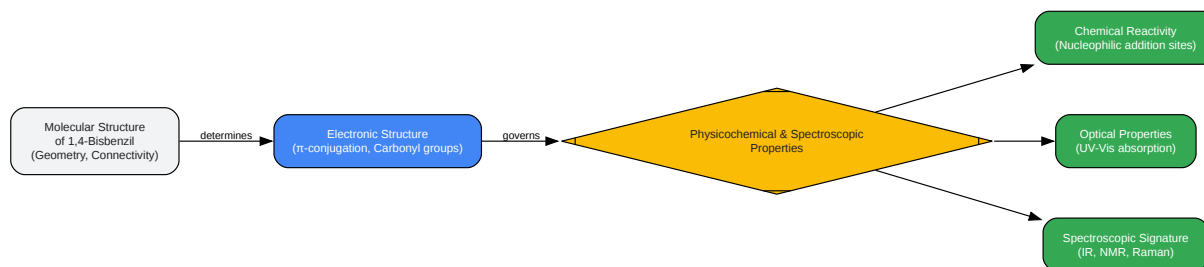 Molecular Structure
of 1,4-Bisbenzil
(Geometry, Connectivity)
determines
Electronic Structure
(π-conjugation, Carbonyl groups)
governs
Physicochemical & Spectroscopic
Properties
Chemical Reactivity
(Nucleophilic addition sites)
Optical Properties
(UV-Vis absorption)
Spectroscopic Signature
(IR, NMR, Raman)